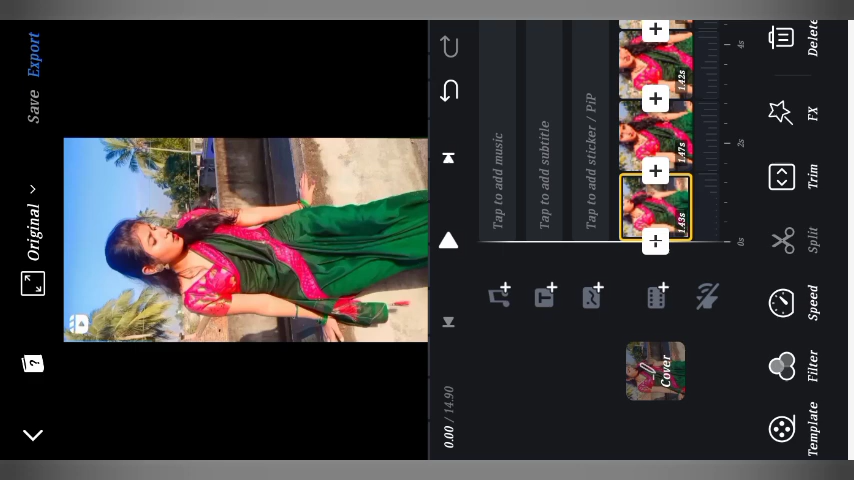 Save Export
Original
?
0.00 / 14.90
Tap to add music
Tap to add subtitle
Tap to add sticker / PiP
1.43s
1.47s
1.42s
0s
2s
4s
T
Cover
Template
Filter
Speed
Split
Trim
FX
Delete